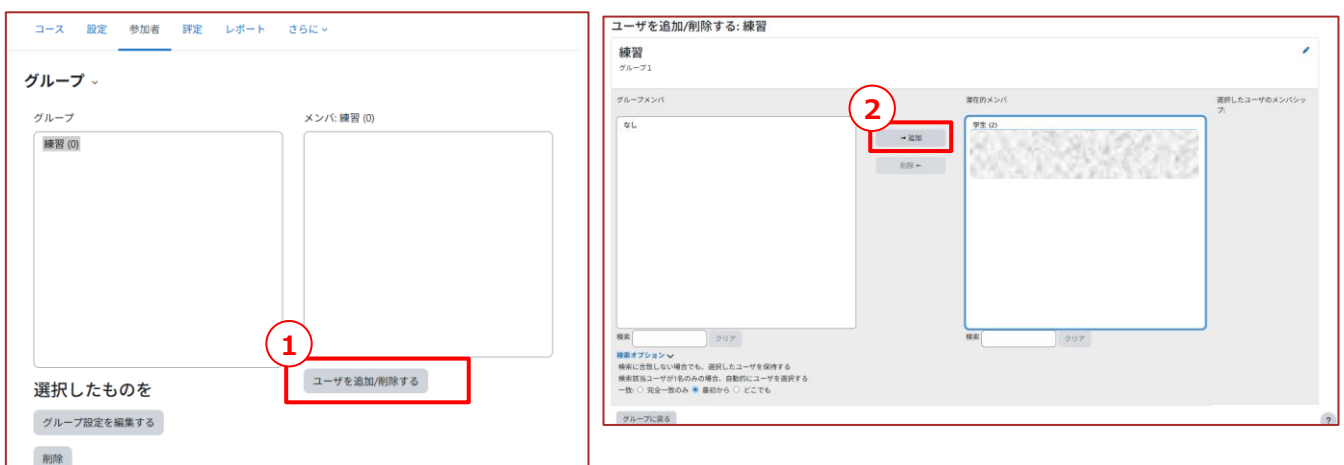 コース 設定 参加者 評定 レポート さらに
グループ
グループ
練習 (0)
メンバ: 練習 (0)
1
ユーザを追加/削除する
選択したものを
グループ設定を編集する
削除
ユーザを追加/削除する: 練習
練習
グループ1
グループメンバ
なし
2
➞ 追加
削除 ←
潜在的メンバ
学生 (2)
選択したユーザのメンバシッ
プ:
検索 クリア
検索 クリア
検索オプション
検索に合致しない場合でも、選択したユーザを保持する
検索該当ユーザが1名のみの場合、自動的にユーザを選択する
一致: 完全一致のみ 最初から どこでも
グループに戻る
?